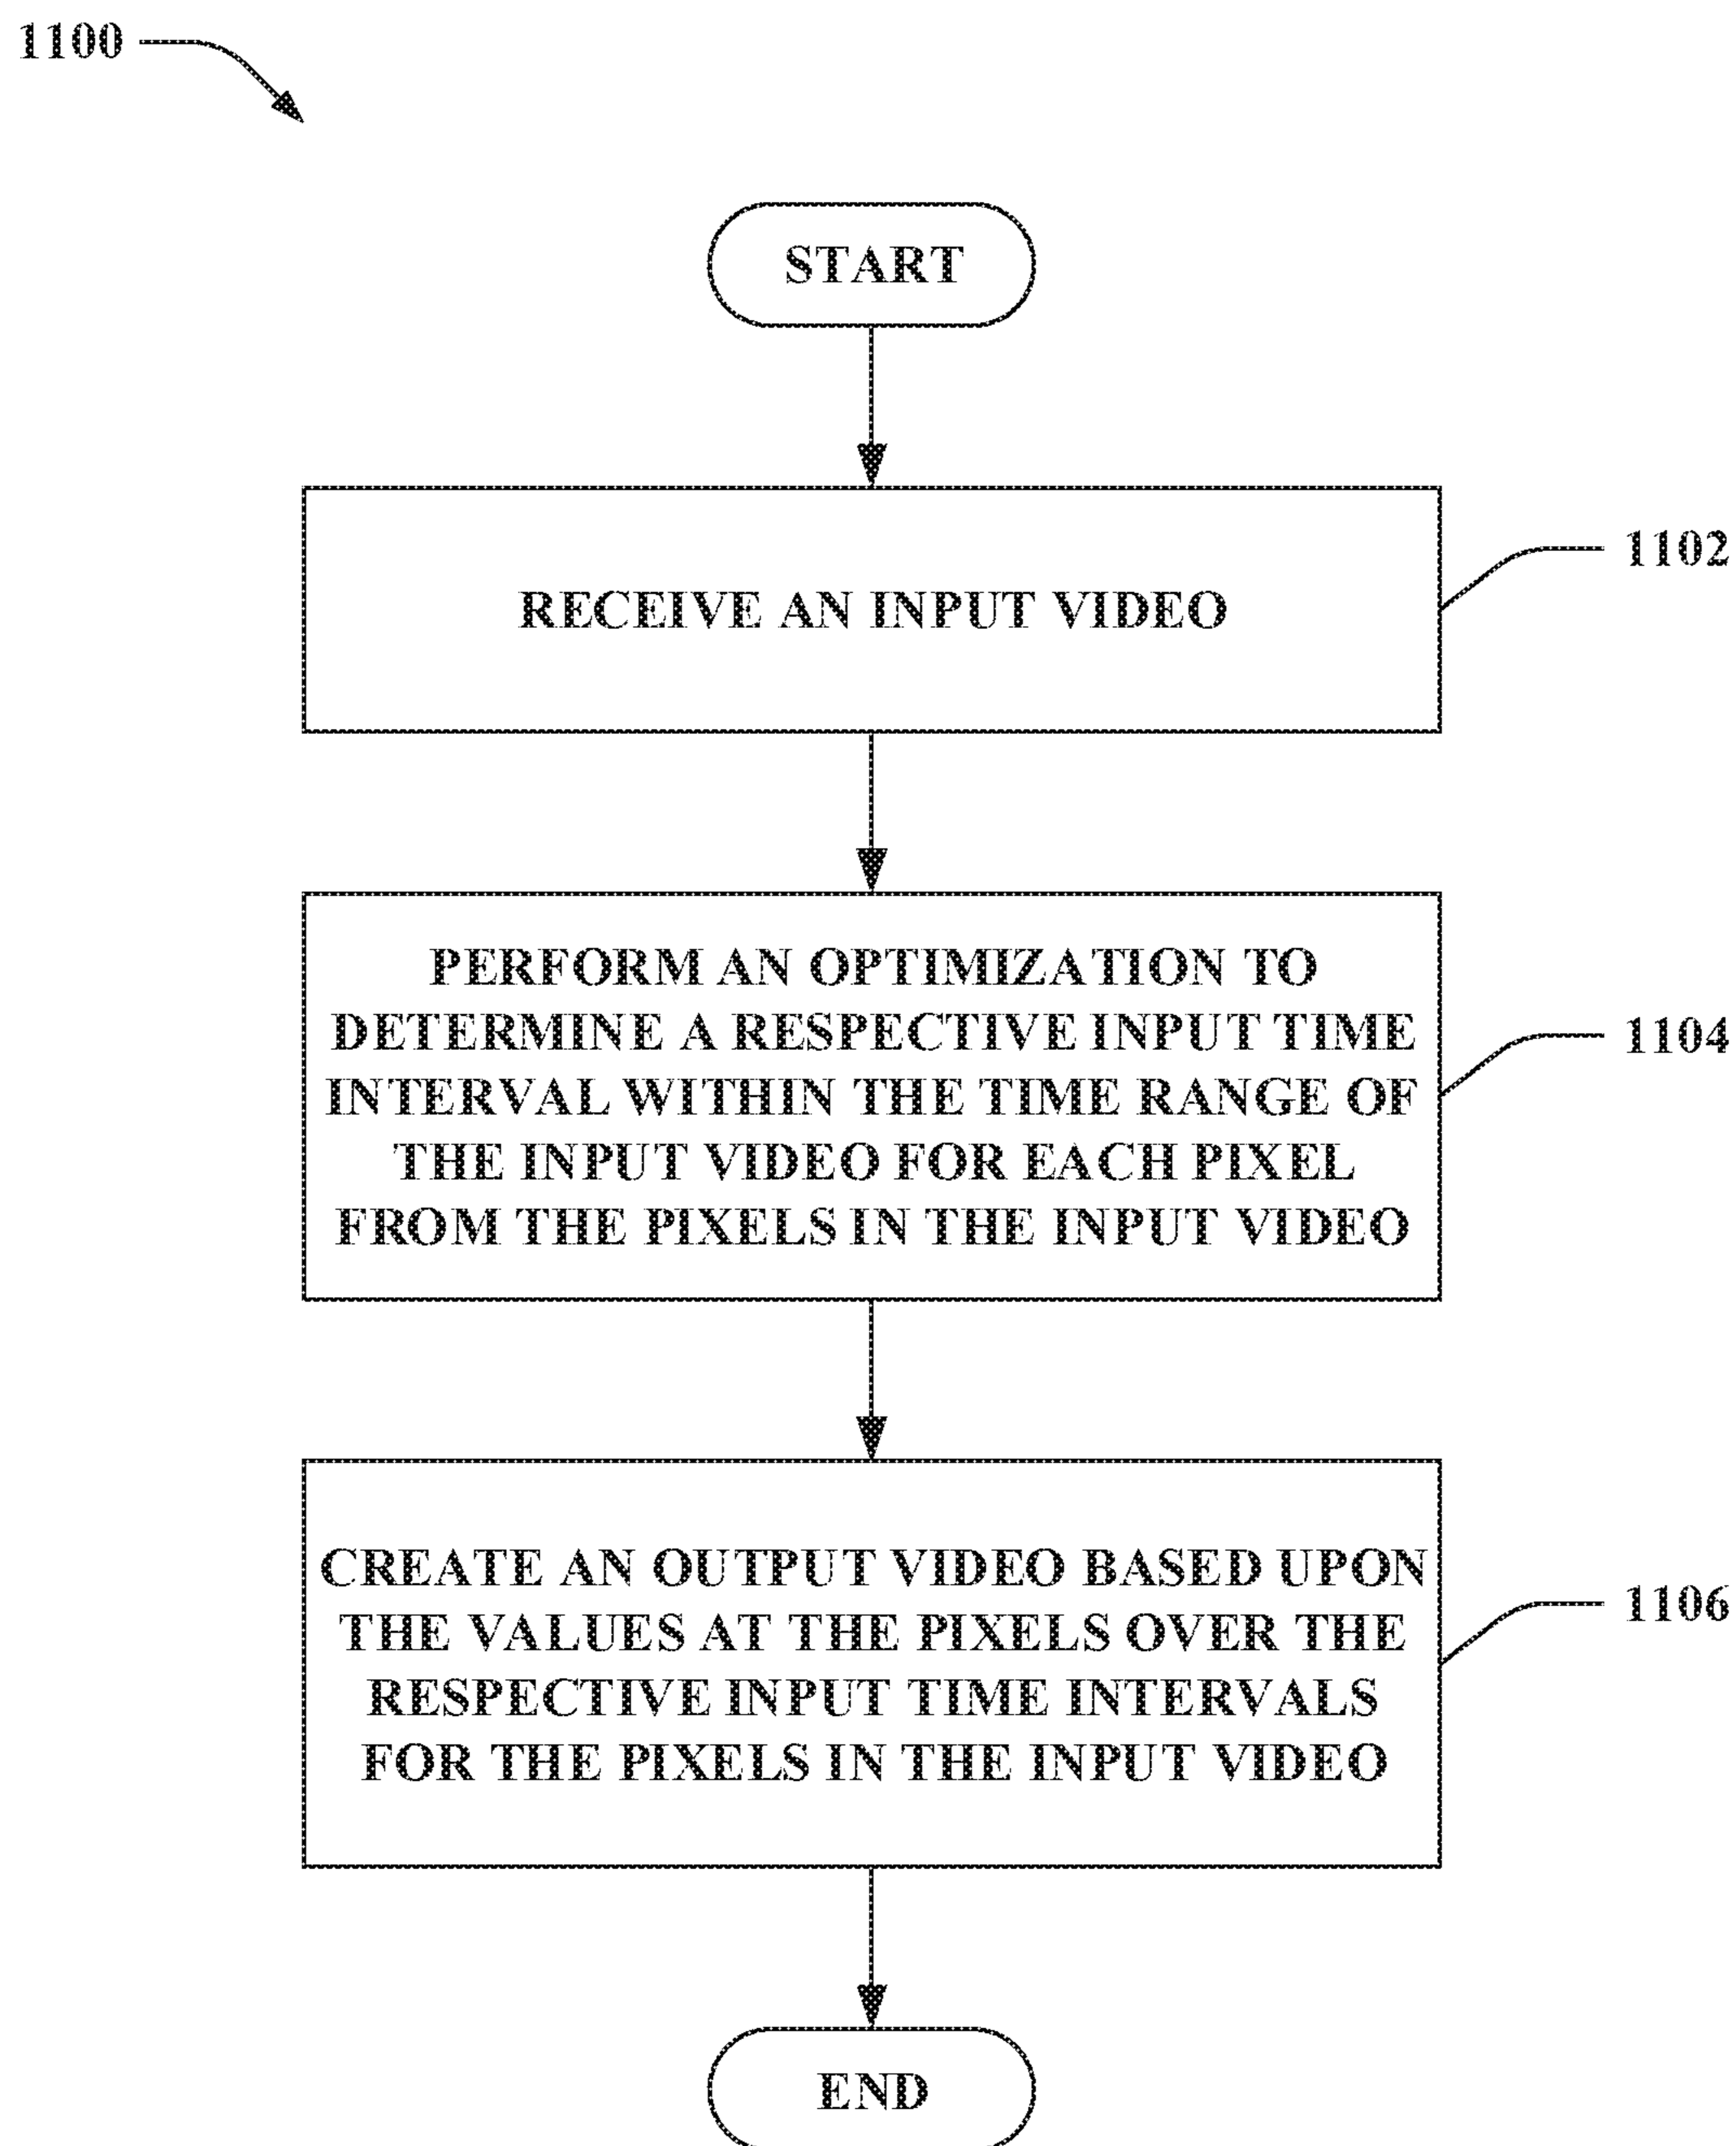 1100
START
RECEIVE AN INPUT VIDEO
1102
PERFORM AN OPTIMIZATION TO
DETERMINE A RESPECTIVE INPUT TIME
INTERVAL WITHIN THE TIME RANGE OF
THE INPUT VIDEO FOR EACH PIXEL
FROM THE PIXELS IN THE INPUT VIDEO
1104
CREATE AN OUTPUT VIDEO BASED UPON
THE VALUES AT THE PIXELS OVER THE
RESPECTIVE INPUT TIME INTERVALS
FOR THE PIXELS IN THE INPUT VIDEO
1106
END